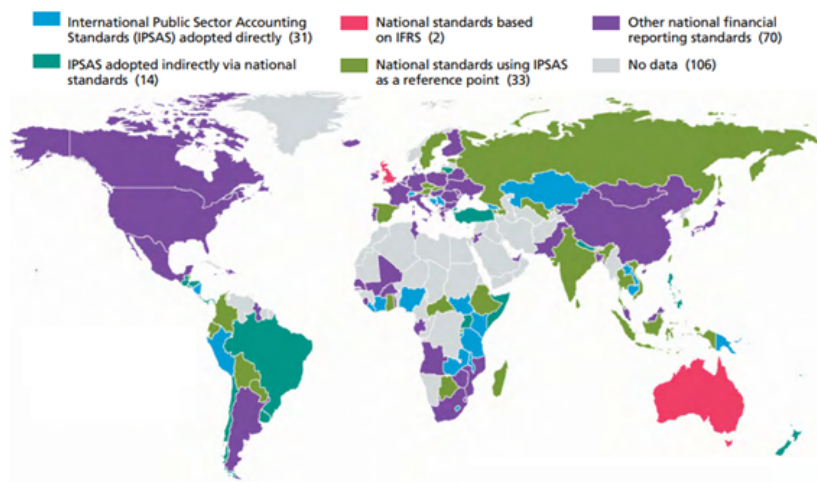 International Public Sector Accounting
Standards (IPSAS) adopted directly (31)
IPSAS adopted indirectly via national
standards (14)
National standards based
on IFRS (2)
National standards using IPSAS
as a reference point (33)
Other national financial
reporting standards (70)
No data (106)